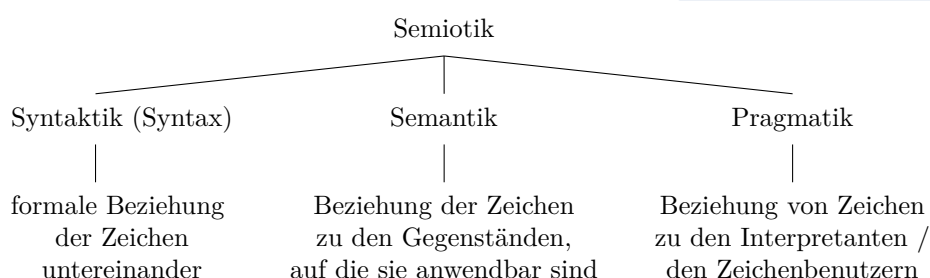 Semiotik
Syntaktik (Syntax)
Semantik
Pragmatik
formale Beziehung
der Zeichen
untereinander
Beziehung der Zeichen
zu den Gegenständen,
auf die sie anwendbar sind
Beziehung von Zeichen
zu den Interpretanten /
den Zeichenbenutzern